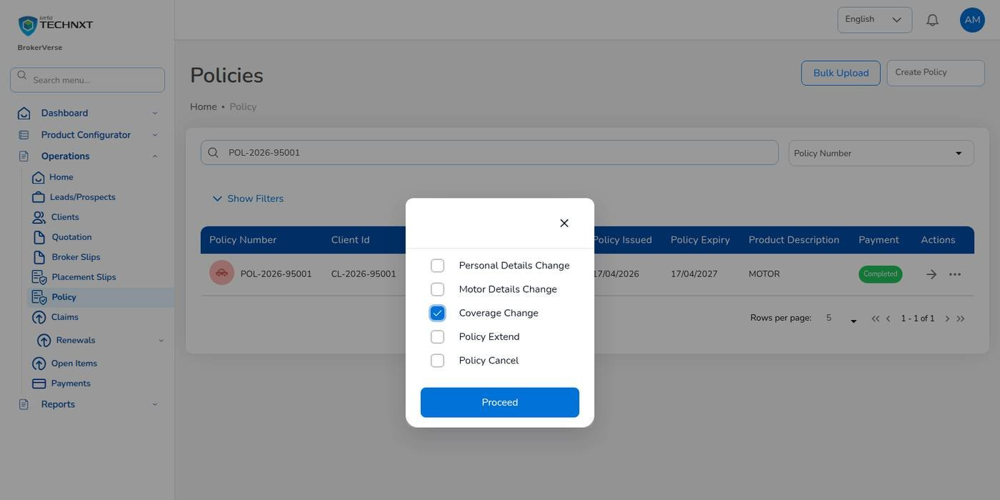 ierta
TECHNXT
BrokerVerse
English
AM
Search menu...
Dashboard
Product Configurator
Operations
Home
Leads/Prospects
Clients
Quotation
Broker Slips
Placement Slips
Policy
Claims
Renewals
Open Items
Payments
Reports
Policies
Bulk Upload
Create Policy
Home • Policy
POL-2026-95001
Policy Number
Show Filters
Policy Number Client Id Policy Issued Policy Expiry Product Description Payment Actions
POL-2026-95001 CL-2026-95001 17/04/2026 17/04/2027 MOTOR Completed
Rows per page: 5 1 - 1 of 1
Personal Details Change
Motor Details Change
Coverage Change
Policy Extend
Policy Cancel
Proceed